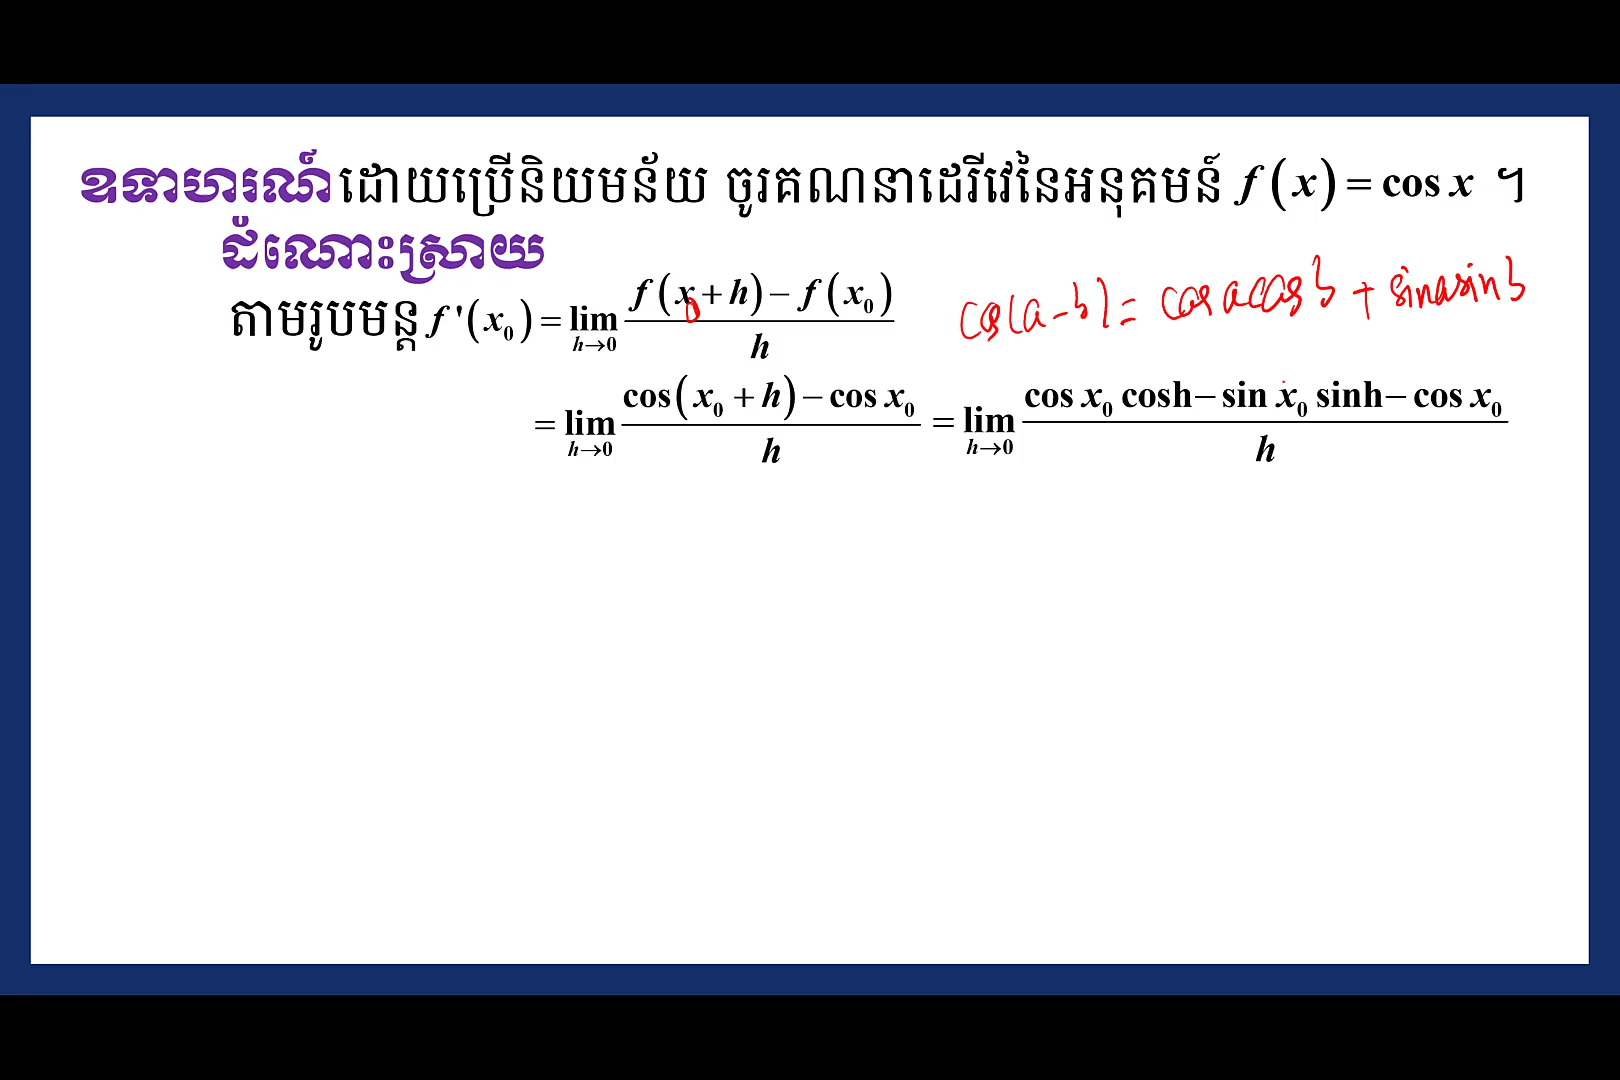 ឧទាហរណ៍ ដោយប្រើនិយមន័យ ចូរគណនាដេរីវេនៃអនុគមន៍ f(x) = cos x ។
ដំណោះស្រាយ
តាមរូបមន្ត f '(x₀) = lim_{h→0} (f(x₀+h) − f(x₀))/h
cos(a−b) = cos a cos b + sin a sin b
= lim_{h→0} (cos(x₀ + h) − cos x₀)/h = lim_{h→0} (cos x₀ cosh − sin x₀ sinh − cos x₀)/h